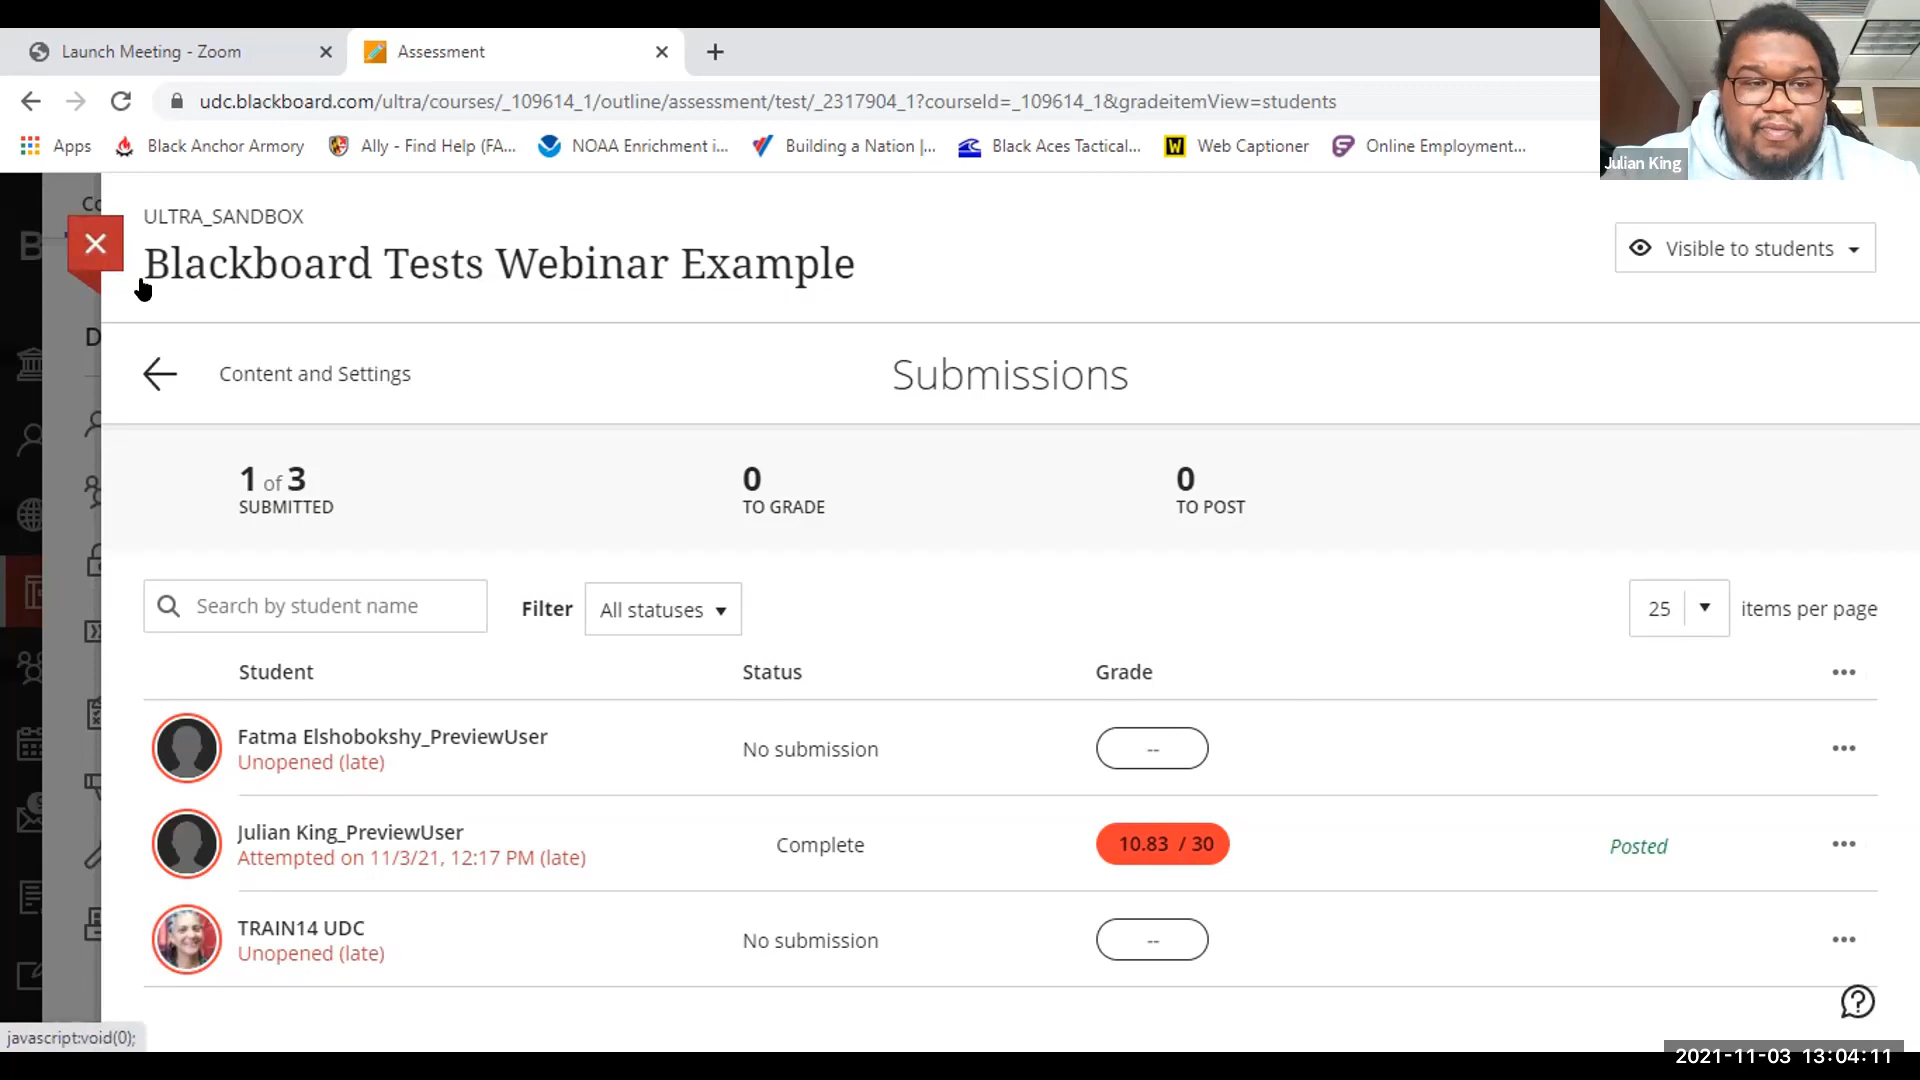 Launch Meeting - Zoom
Assessment
udc.blackboard.com/ultra/courses/_109614_1/outline/assessment/test/_2317904_1?courseId=_109614_1&gradeitemView=students
Apps
Black Anchor Armory
Ally - Find Help (FA...
NOAA Enrichment i...
Building a Nation |...
Black Aces Tactical...
W
Web Captioner
Online Employment...
Julian King
ULTRA_SANDBOX
Blackboard Tests Webinar Example
Visible to students
Content and Settings
Submissions
1 of 3
SUBMITTED
0
TO GRADE
0
TO POST
Search by student name
Filter
All statuses
25
items per page
Student
Status
Grade
Fatma Elshobokshy_PreviewUser
Unopened (late)
No submission
--
Julian King_PreviewUser
Attempted on 11/3/21, 12:17 PM (late)
Complete
10.83 / 30
Posted
TRAIN14 UDC
Unopened (late)
No submission
--
javascript:void(0);
2021-11-03 13:04:11